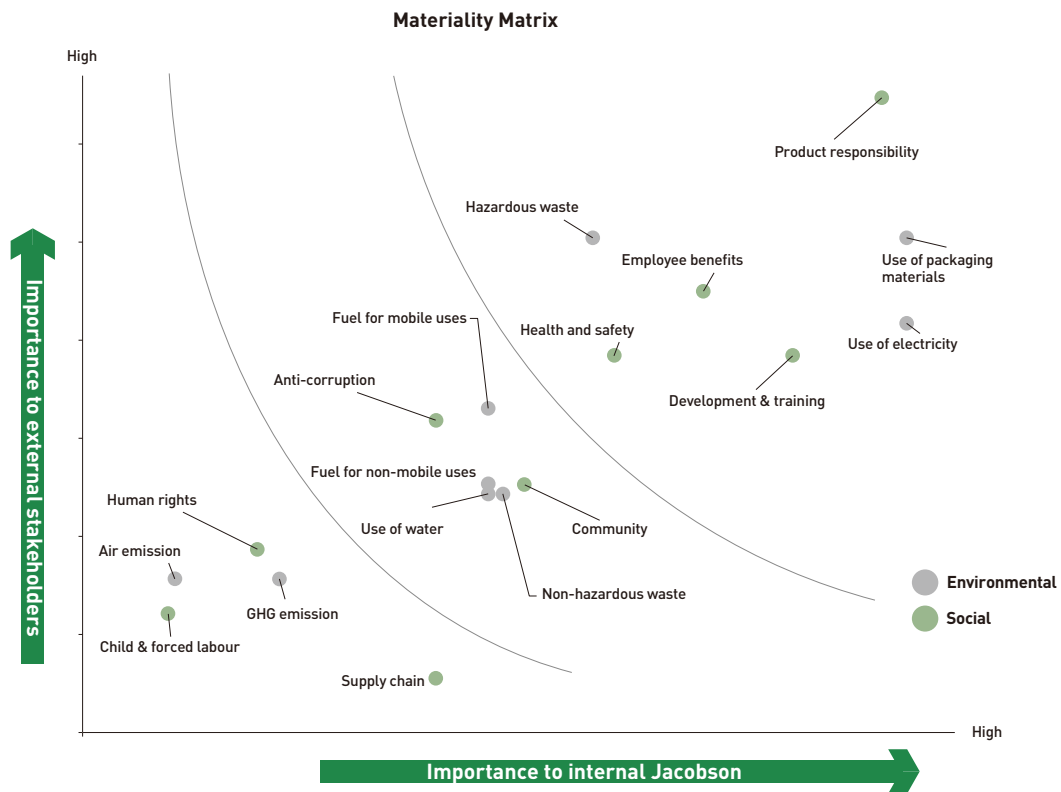 Materiality Matrix
High
Product responsibility
Hazardous waste
Employee benefits
Use of packaging
materials
Fuel for mobile uses
Health and safety
Use of electricity
Anti-corruption
Development & training
Fuel for non-mobile uses
Human rights
Use of water
Community
Air emission
Non-hazardous waste
GHG emission
Child & forced labour
Supply chain
Environmental
Social
High
Importance to external stakeholders
Importance to internal Jacobson